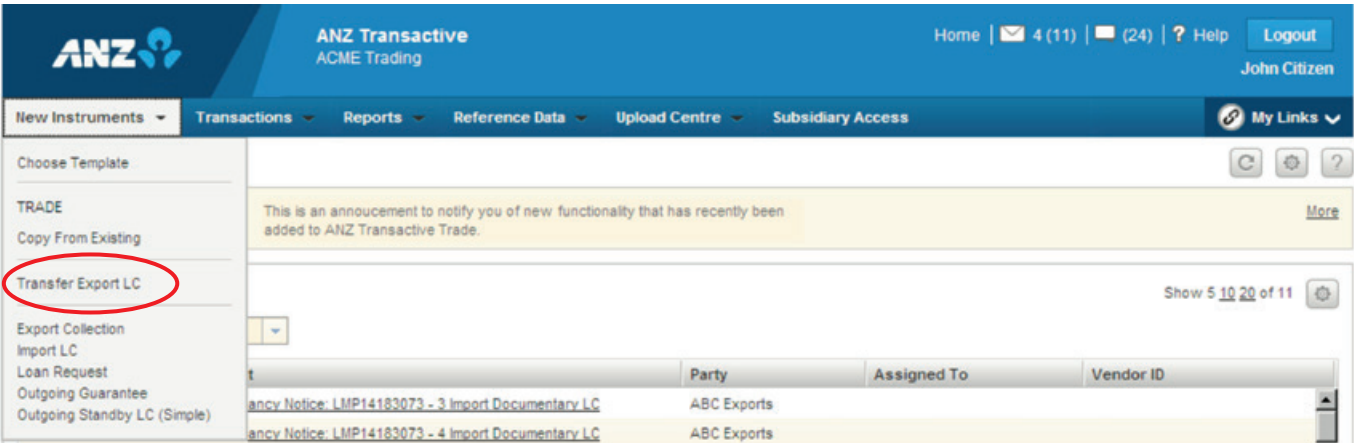 ANZ
ANZ Transactive
ACME Trading
Home | 4 (11) | (24) | ? Help Logout
John Citizen
New Instruments Transactions Reports Reference Data Upload Centre Subsidiary Access My Links
Choose Template
?
TRADE
Copy From Existing
This is an annoucement to notify you of new functionality that has recently been
added to ANZ Transactive Trade.
More
Transfer Export LC
Show 5 10 20 of 11
Export Collection
Import LC
Loan Request
Outgoing Guarantee
Outgoing Standby LC (Simple)
t Party Assigned To Vendor ID
ancy Notice: LMP14183073 - 3 Import Documentary LC ABC Exports
ancy Notice: LMP14183073 - 4 Import Documentary LC ABC Exports